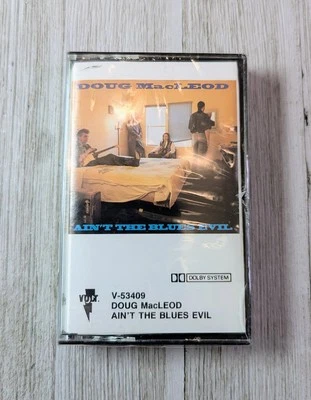 DOUG MacLEOD
AIN'T THE BLUES EVIL
DOLBY SYSTEM
VOLT
V-53409
DOUG MacLEOD
AIN'T THE BLUES EVIL